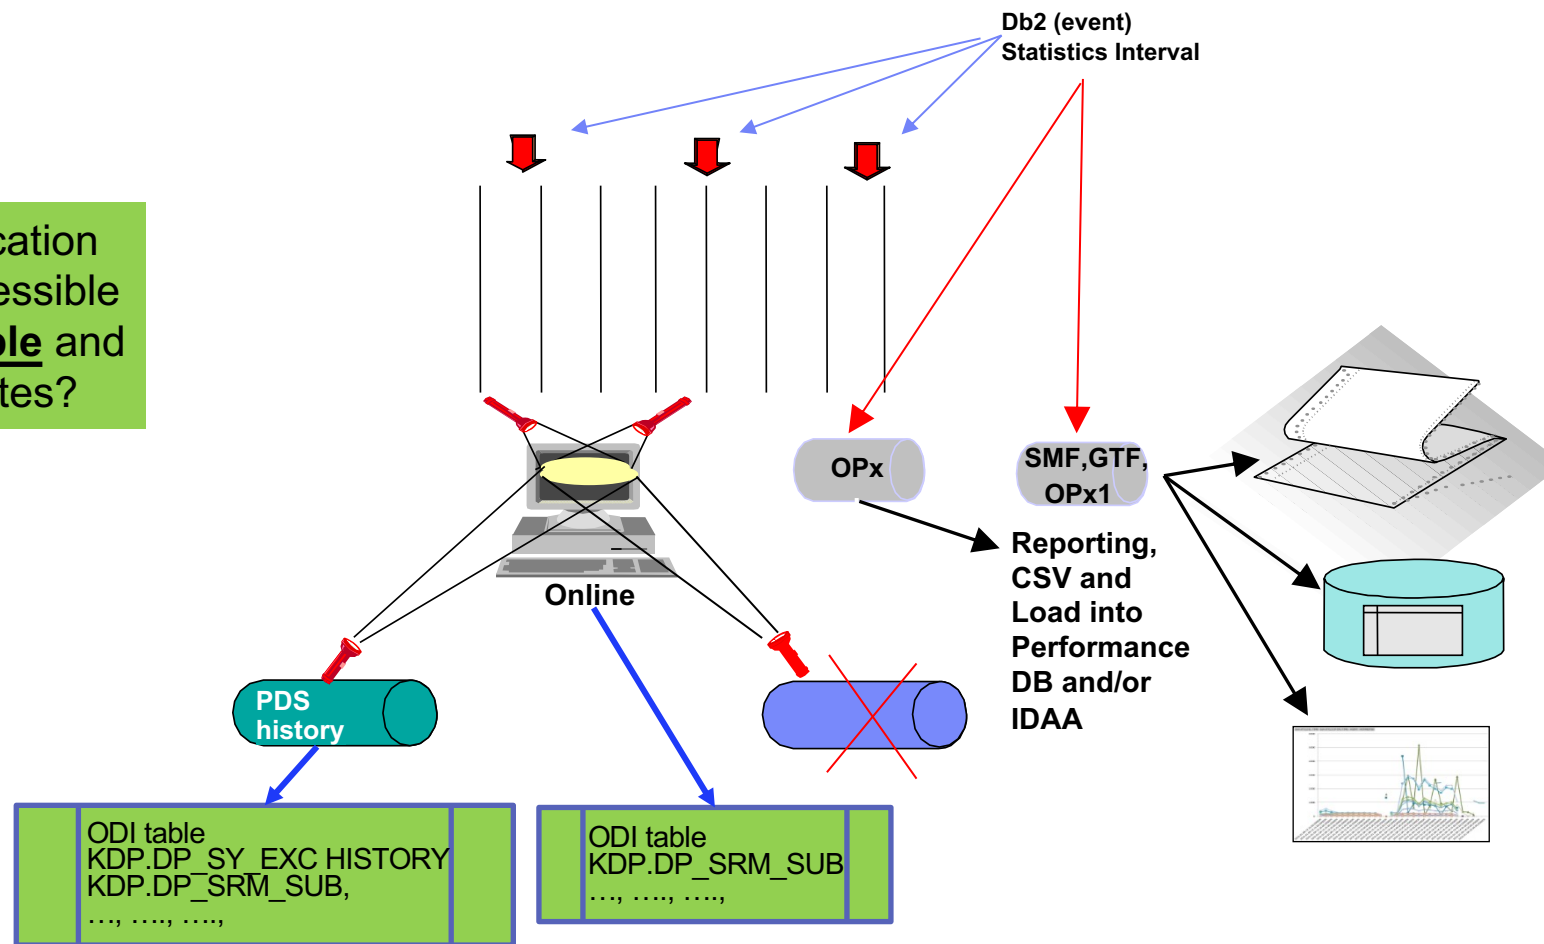 Db2 (event)
Statistics Interval
cation
essible
ble and
tes?
OPx
SMF,GTF,
OPx1
Reporting,
CSV and
Load into
Performance
DB and/or
IDAA
Online
PDS
history
ODI table
KDP.DP_SY_EXC HISTORY
KDP.DP_SRM_SUB,
…, …., ….,
ODI table
KDP.DP_SRM_SUB
…, …., ….,